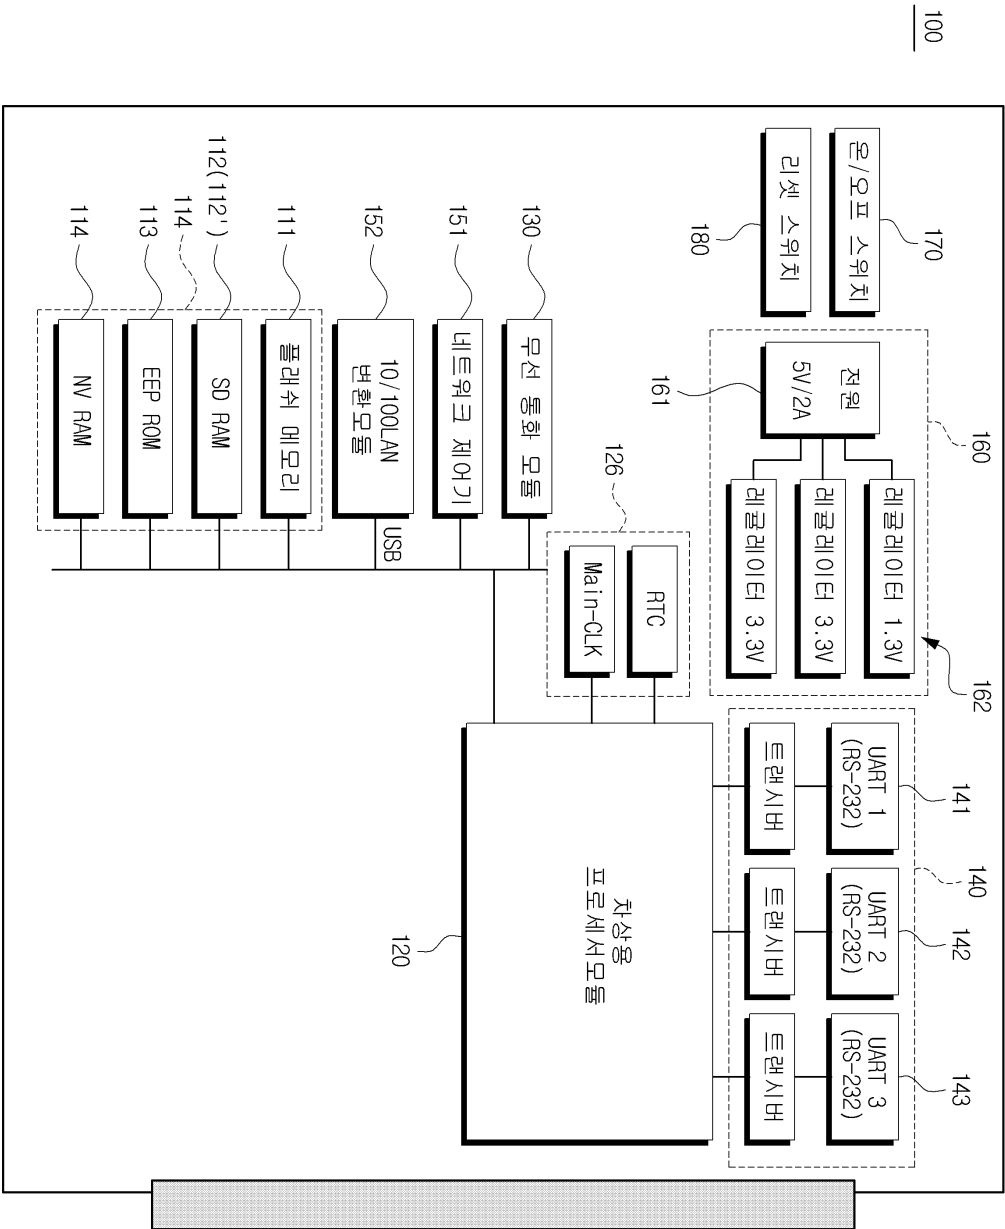 100
170
온/오프 스위치
리셋 스위치
180
160
162
레귤레이터 1.3V
레귤레이터 3.3V
레귤레이터 3.3V
전원
5V/2A
161
140
141
UART 1
(RS-232)
트랜시버
142
UART 2
(RS-232)
트랜시버
143
UART 3
(RS-232)
트랜시버
126
RTC
Main-CLK
차상용
프로세서모듈
120
130
무선 통화 모듈
151
네트워크 제어기
152
10/100LAN
변환모듈
USB
111
플래쉬 메모리
112(112')
SD RAM
114
113
EEP ROM
114
NV RAM